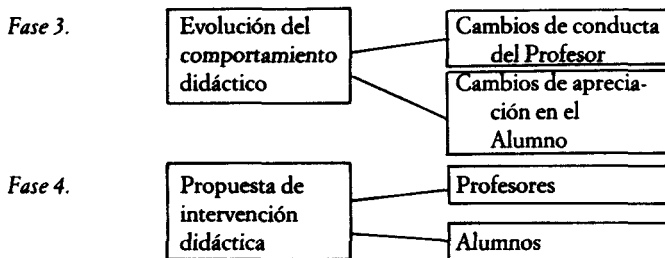 Fase 3.
Evolución del
comportamiento
didáctico
Cambios de conducta
del Profesor
Cambios de aprecia-
ción en el
Alumno
Fase 4.
Propuesta de
intervención
didáctica
Profesores
Alumnos